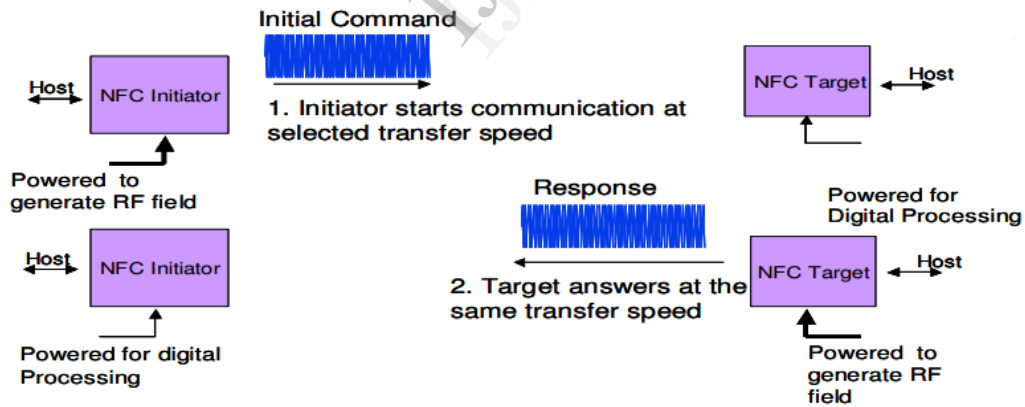 Initial Command
Host
NFC Initiator
1. Initiator starts communication at
selected transfer speed
NFC Target
Host
Powered to
generate RF field
Powered for
Digital Processing
Response
Host
NFC Initiator
2. Target answers at the
same transfer speed
NFC Target
Host
Powered for digital
Processing
Powered to
generate RF
field